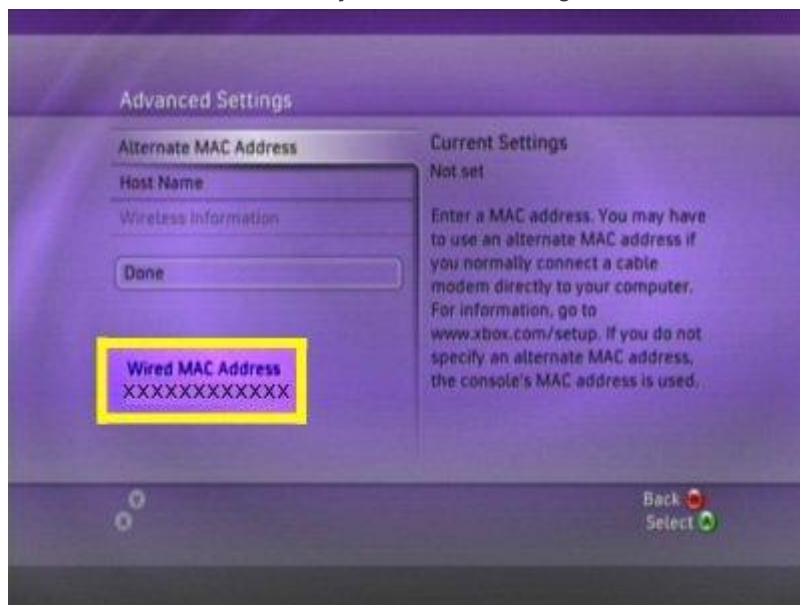 Advanced Settings
Alternate MAC Address
Host Name
Wireless Information
Done
Wired MAC Address
XXXXXXXXXXXX
Current Settings
Not set
Enter a MAC address. You may have
to use an alternate MAC address if
you normally connect a cable
modem directly to your computer.
For information, go to
www.xbox.com/setup. If you do not
specify an alternate MAC address,
the console's MAC address is used.
Y
X
Back B
Select A